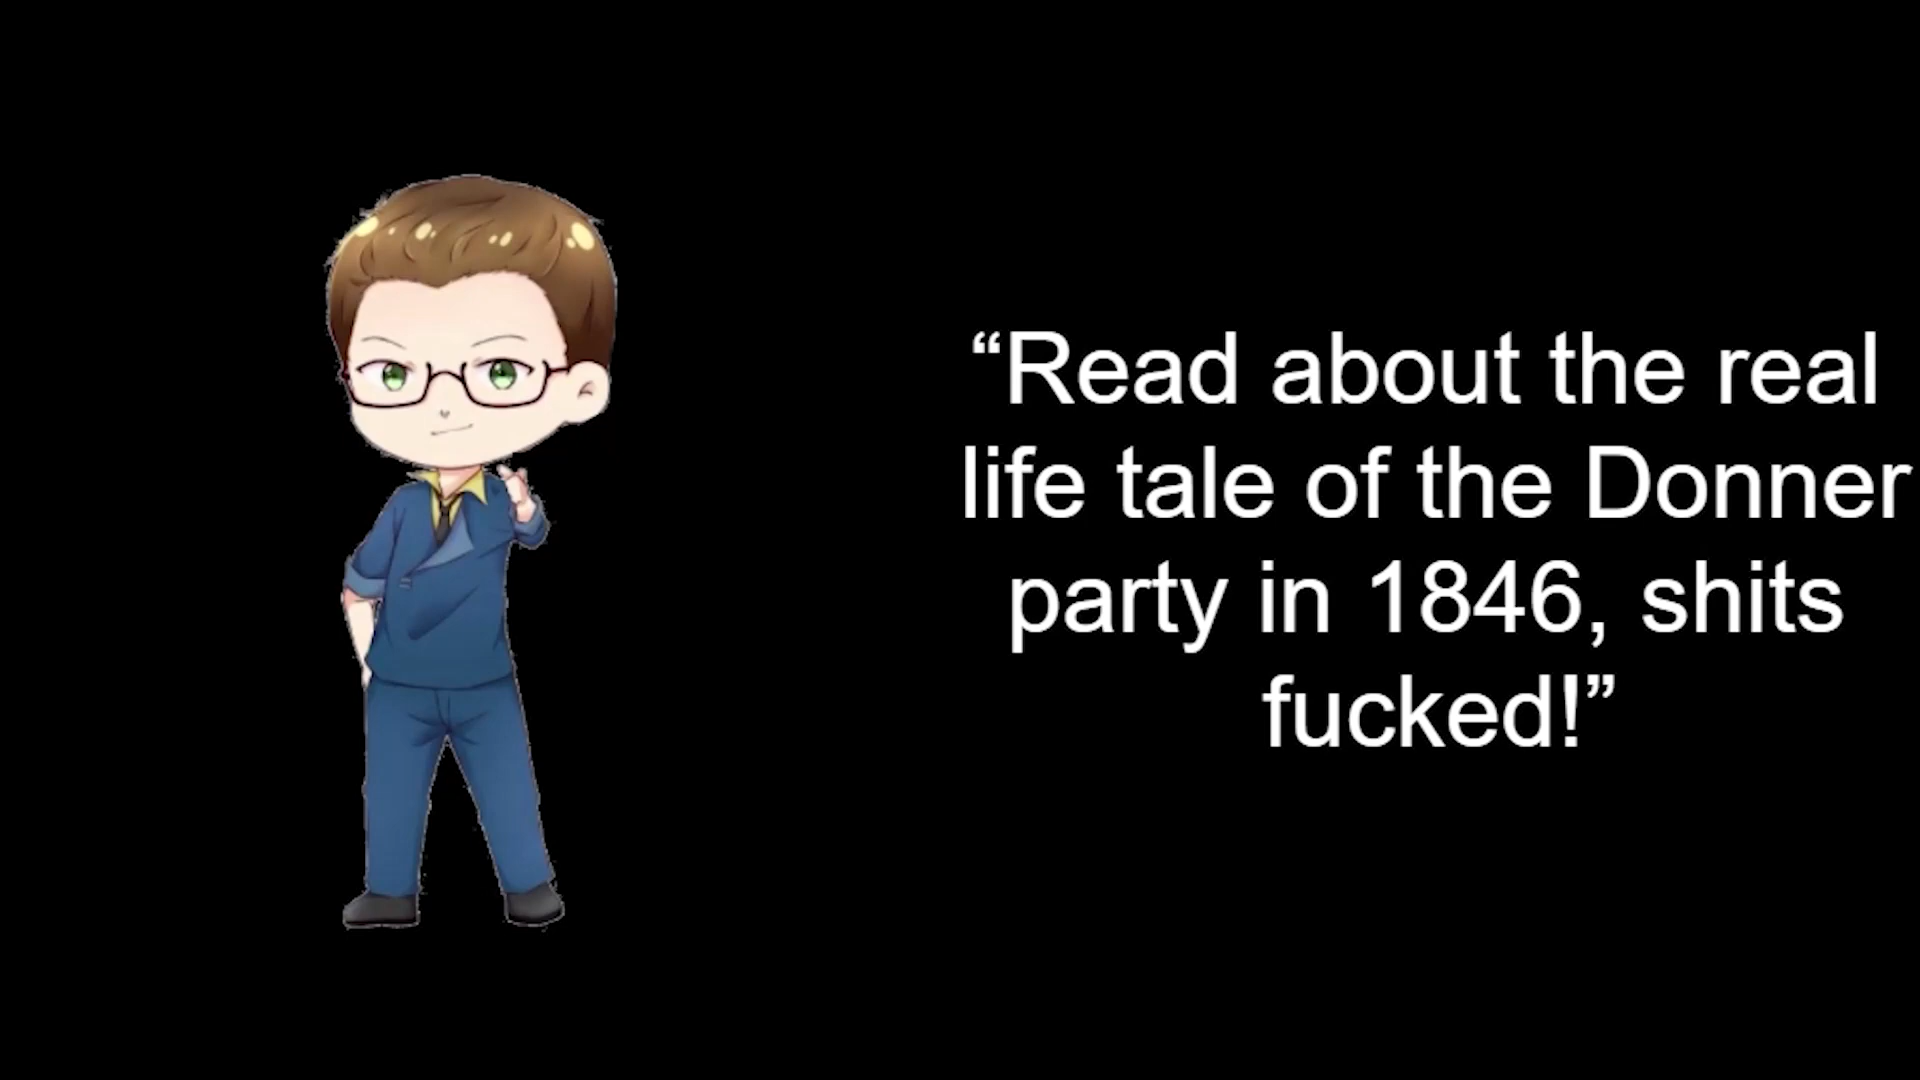 “Read about the real
life tale of the Donner
party in 1846, shits
fucked!”